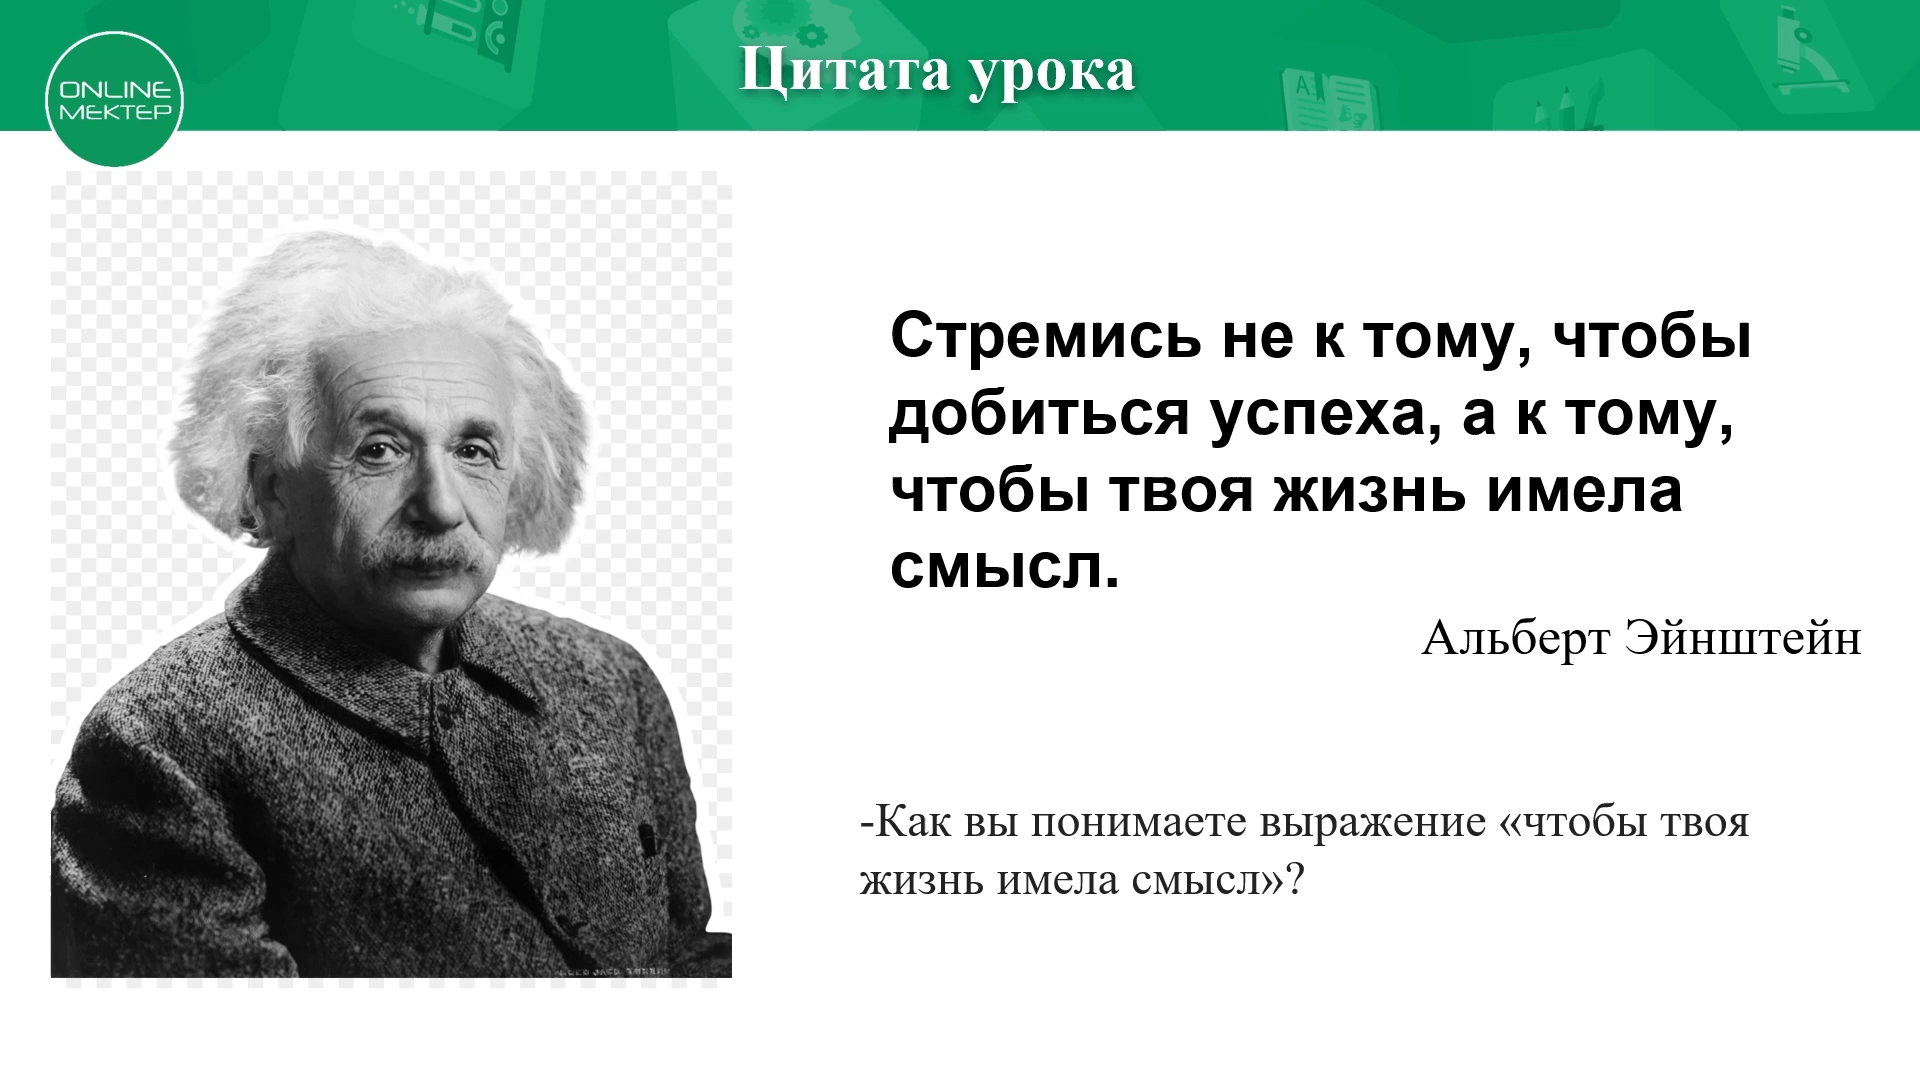 Цитата урока
ONLINE
МЕКТЕР
Стремись не к тому, чтобы
добиться успеха, а к тому,
чтобы твоя жизнь имела
смысл.
Альберт Эйнштейн
-Как вы понимаете выражение «чтобы твоя
жизнь имела смысл»?